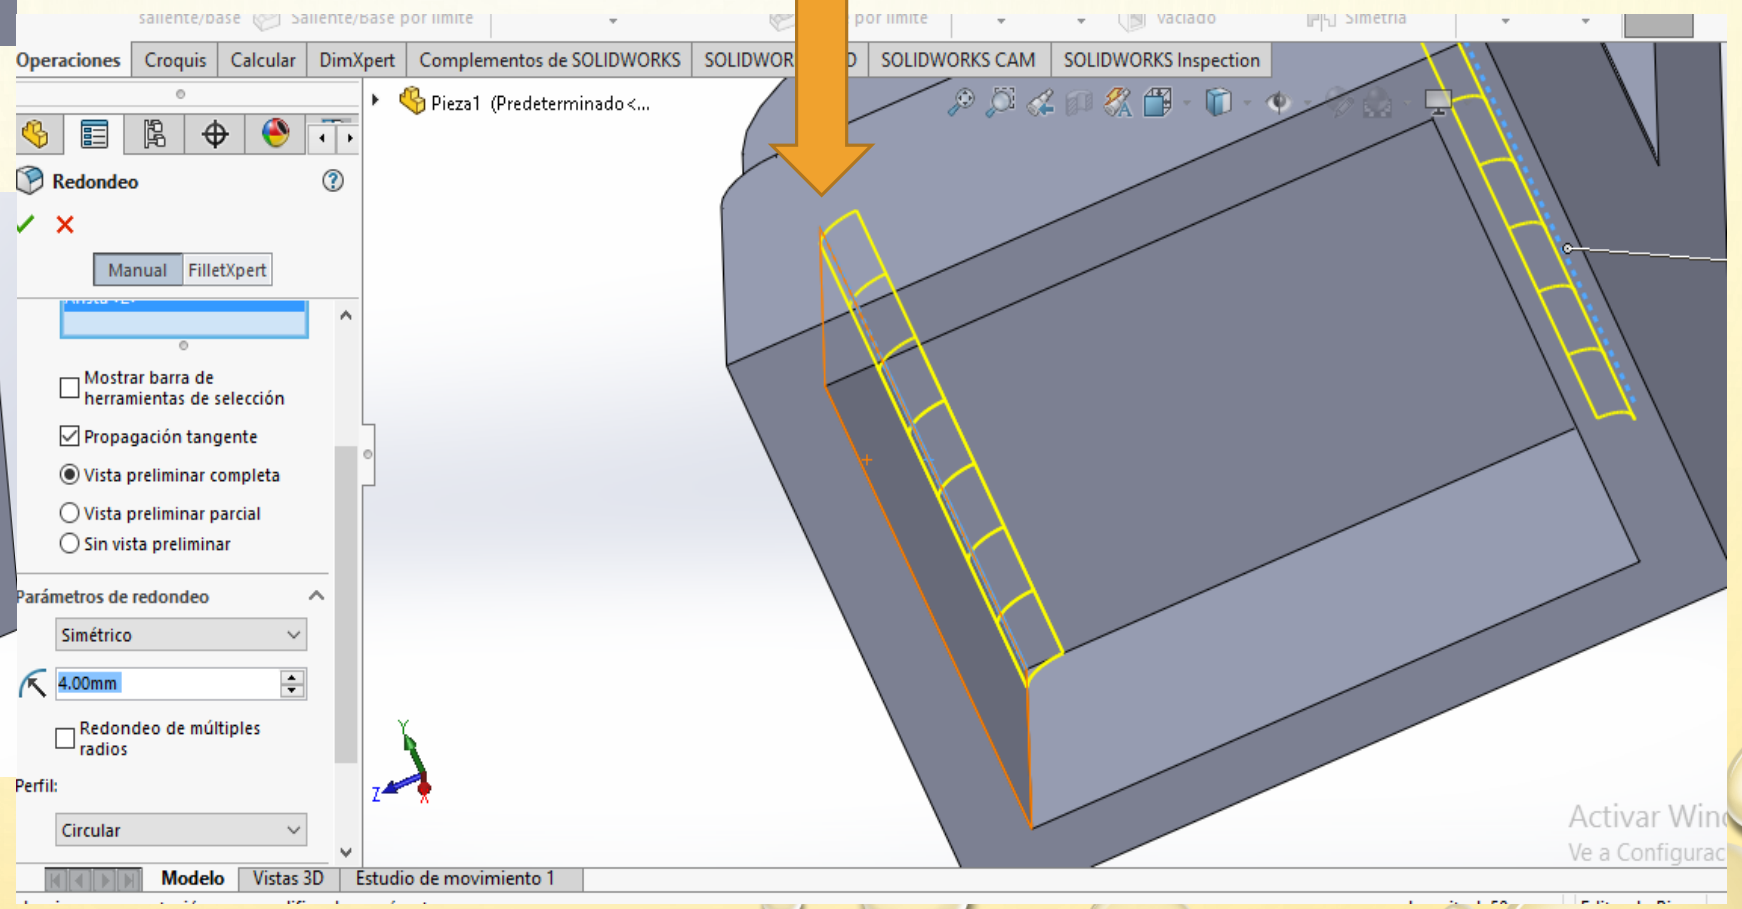 saliente/base Saliente/Base por límite por límite Vaciado Simetría
Operaciones Croquis Calcular DimXpert Complementos de SOLIDWORKS SOLIDWOR D SOLIDWORKS CAM SOLIDWORKS Inspection
Pieza1 (Predeterminado<...
Redondeo
Manual FilletXpert
Mostrar barra de
herramientas de selección
Propagación tangente
Vista preliminar completa
Vista preliminar parcial
Sin vista preliminar
Parámetros de redondeo
Simétrico
4.00mm
Redondeo de múltiples
radios
Perfil:
Circular
Y
Z
X
Activar Wind
Ve a Configurac
Modelo Vistas 3D Estudio de movimiento 1